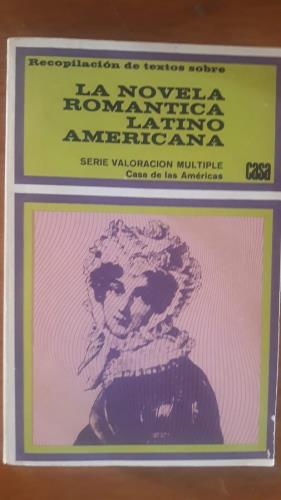 Recopilación de textos sobre
LA NOVELA
ROMANTICA
LATINO
AMERICANA
SERIE VALORACION MULTIPLE
Casa de las Américas
casa